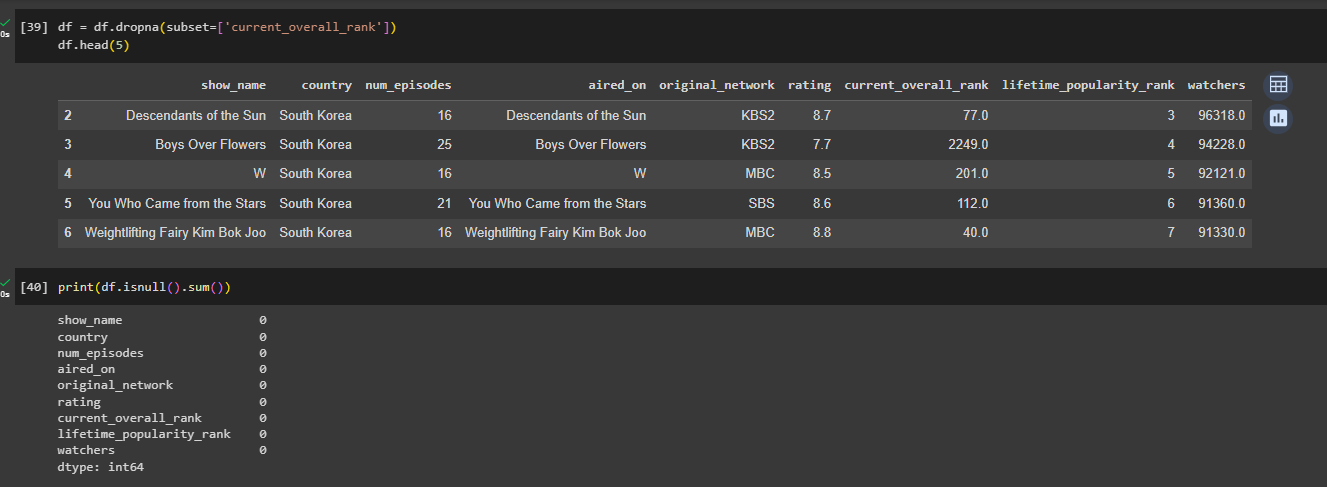 [39] df = df.dropna(subset=['current_overall_rank'])
df.head(5)
0s
show_name country num_episodes aired_on original_network rating current_overall_rank lifetime_popularity_rank watchers
2 Descendants of the Sun South Korea 16 Descendants of the Sun KBS2 8.7 77.0 3 96318.0
3 Boys Over Flowers South Korea 25 Boys Over Flowers KBS2 7.7 2249.0 4 94228.0
4 W South Korea 16 W MBC 8.5 201.0 5 92121.0
5 You Who Came from the Stars South Korea 21 You Who Came from the Stars SBS 8.6 112.0 6 91360.0
6 Weightlifting Fairy Kim Bok Joo South Korea 16 Weightlifting Fairy Kim Bok Joo MBC 8.8 40.0 7 91330.0
[40] print(df.isnull().sum())
0s
show_name 0
country 0
num_episodes 0
aired_on 0
original_network 0
rating 0
current_overall_rank 0
lifetime_popularity_rank 0
watchers 0
dtype: int64